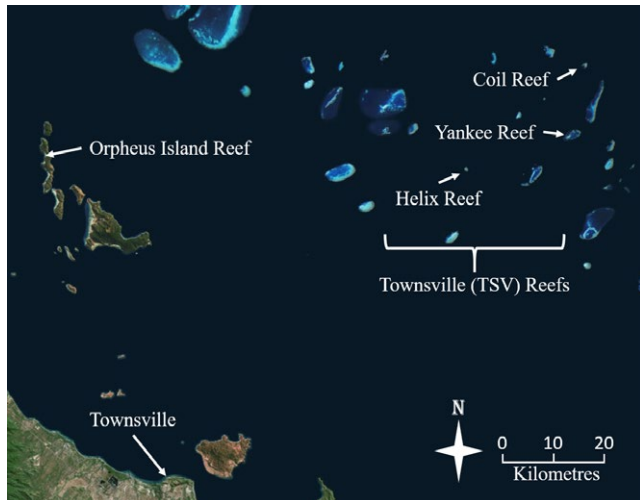 Coil Reef
Yankee Reef
Orpheus Island Reef
Helix Reef
Townsville (TSV) Reefs
Townsville
N
0 10 20
Kilometres